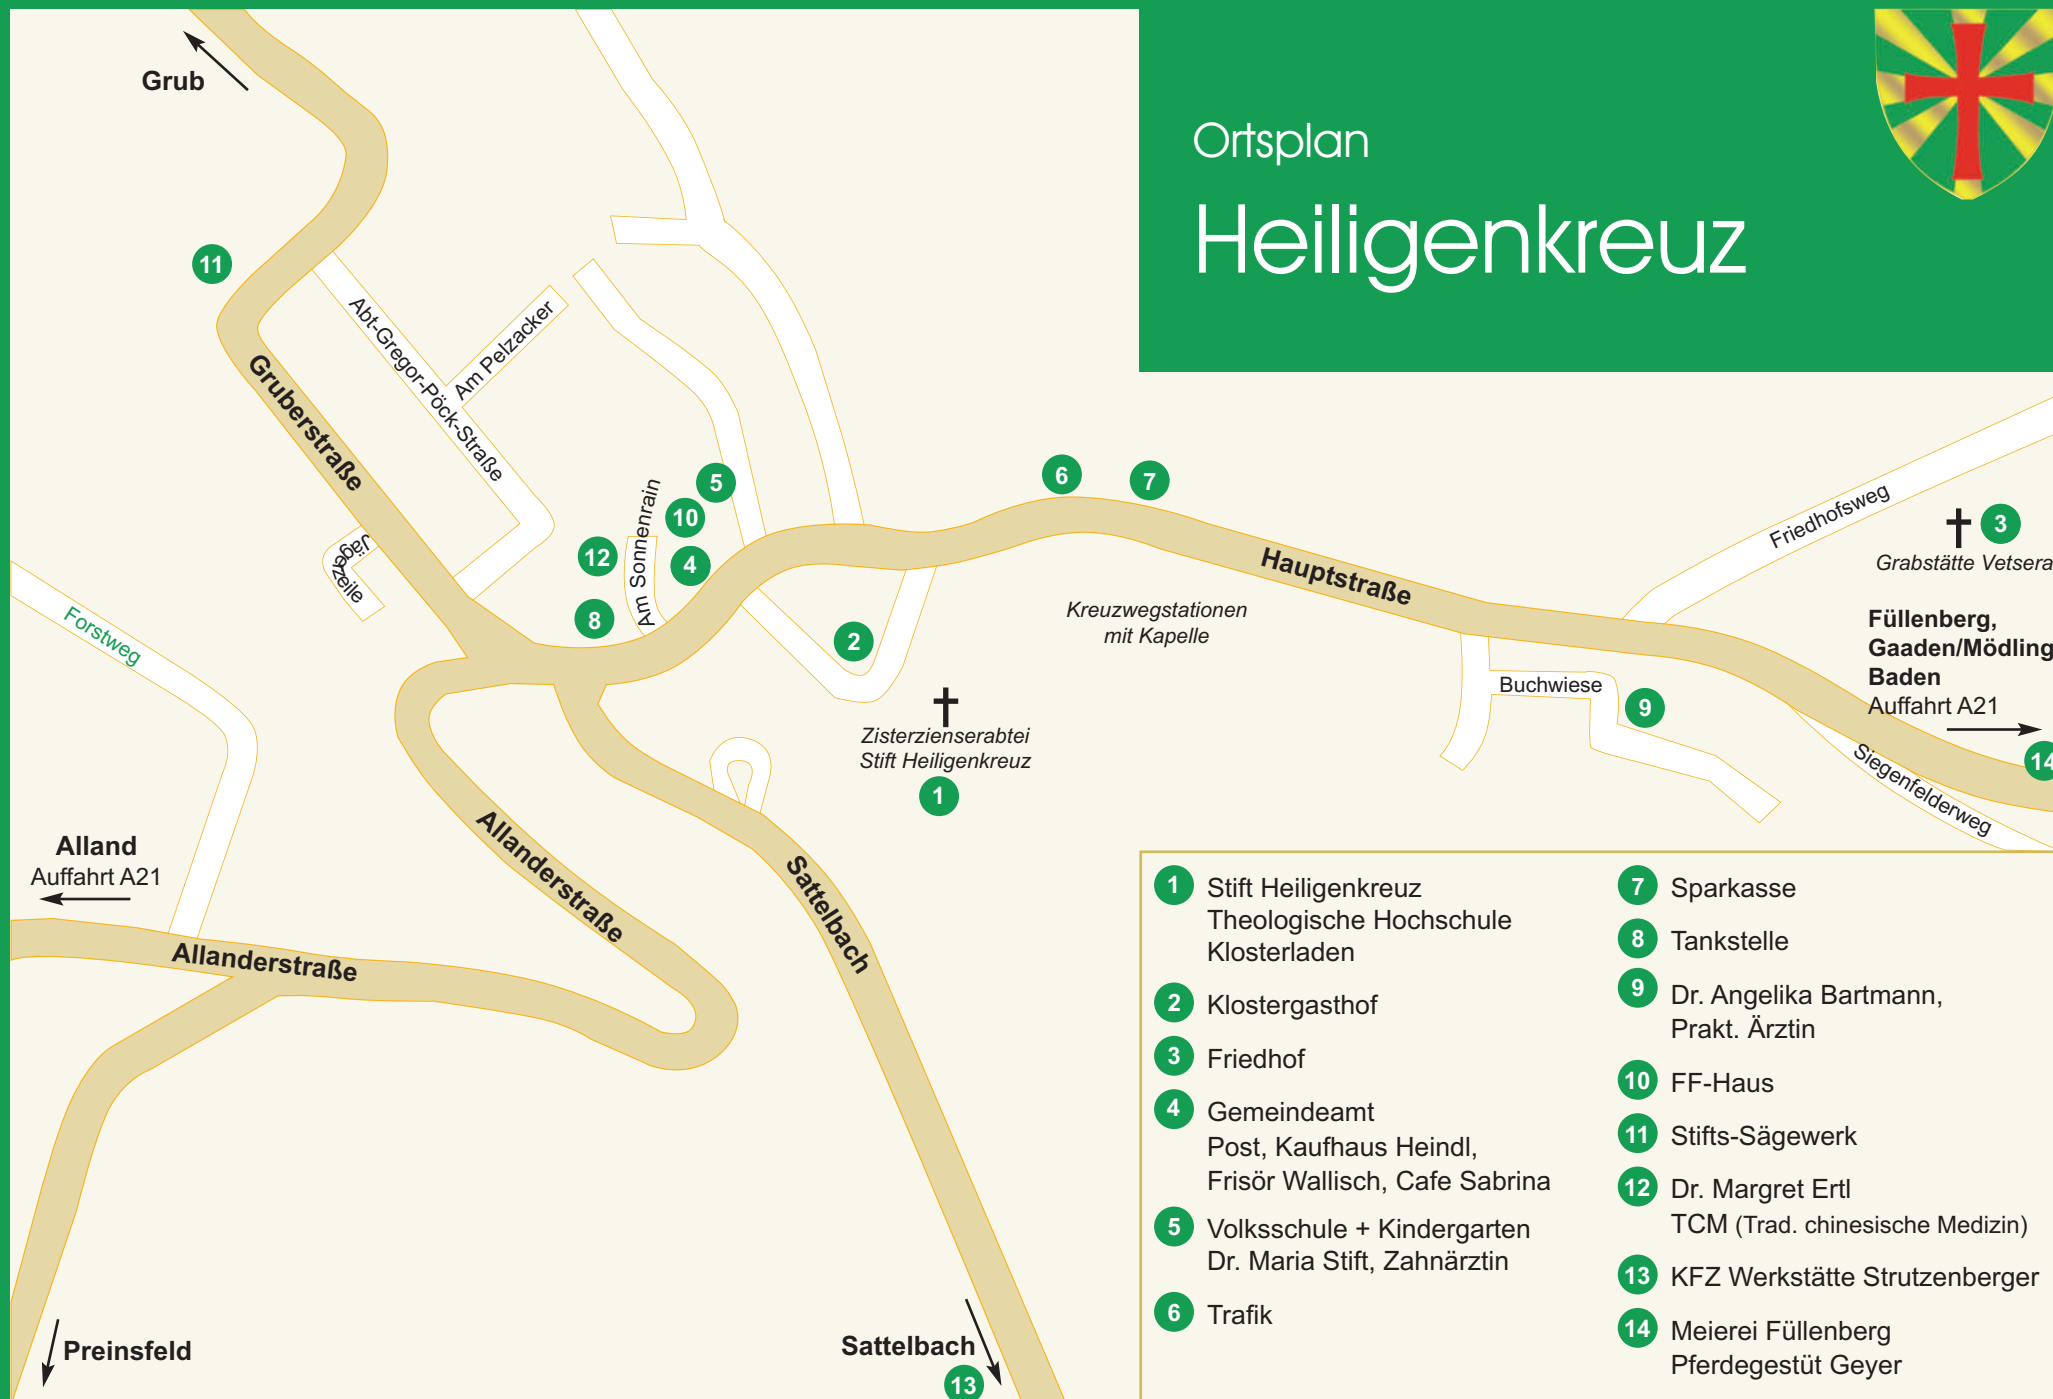 Ortsplan
Heiligenkreuz
Grub
11
Abt-Gregor-Pöck-Straße
Am Pelzacker
Gruberstraße
Jägerzeile
Forstweg
5
10
12
4
8
Am Sonnenrain
6
7
2
Hauptstraße
Kreuzwegstationen
mit Kapelle
Friedhofsweg
3
Grabstätte Vetsera
Füllenberg,
Gaaden/Mödling
Baden
Auffahrt A21
14
Buchwiese
9
Siegenfelderweg
Zisterzienserabtei
Stift Heiligenkreuz
1
Alland
Auffahrt A21
Allanderstraße
Allanderstraße
Sattelbach
Preinsfeld
Sattelbach
13
1 Stift Heiligenkreuz
Theologische Hochschule
Klosterladen
2 Klostergasthof
3 Friedhof
4 Gemeindeamt
Post, Kaufhaus Heindl,
Frisör Wallisch, Cafe Sabrina
5 Volksschule + Kindergarten
Dr. Maria Stift, Zahnärztin
6 Trafik
7 Sparkasse
8 Tankstelle
9 Dr. Angelika Bartmann,
Prakt. Ärztin
10 FF-Haus
11 Stifts-Sägewerk
12 Dr. Margret Ertl
TCM (Trad. chinesische Medizin)
13 KFZ Werkstätte Strutzenberger
14 Meierei Füllenberg
Pferdegestüt Geyer